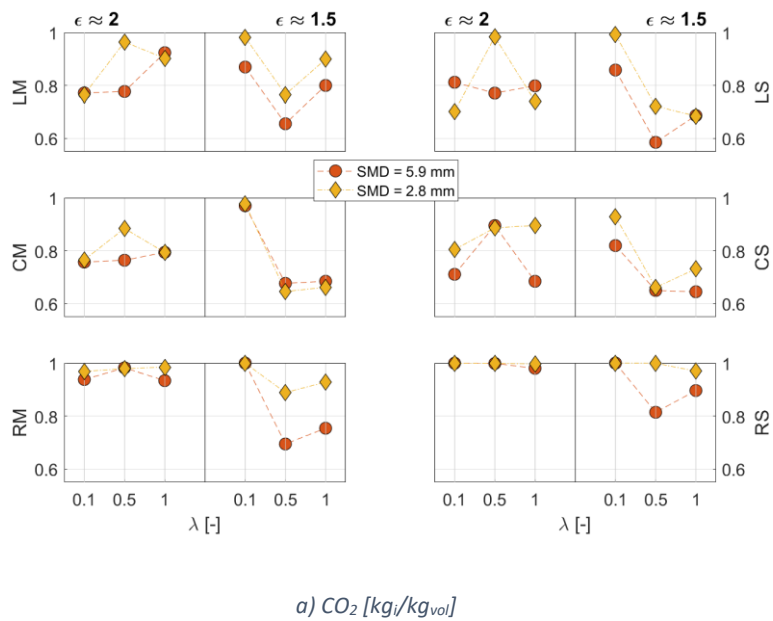 ϵ ≈ 2
ϵ ≈ 1.5
ϵ ≈ 2
ϵ ≈ 1.5
1
0.8
0.6
LM
1
0.8
0.6
LS
SMD = 5.9 mm
SMD = 2.8 mm
1
0.8
0.6
CM
1
0.8
0.6
CS
1
0.8
0.6
RM
1
0.8
0.6
RS
0.1 0.5 1 0.1 0.5 1
0.1 0.5 1 0.1 0.5 1
λ [-]
λ [-]
a) CO₂ [kgᵢ/kgᵥₒₗ]